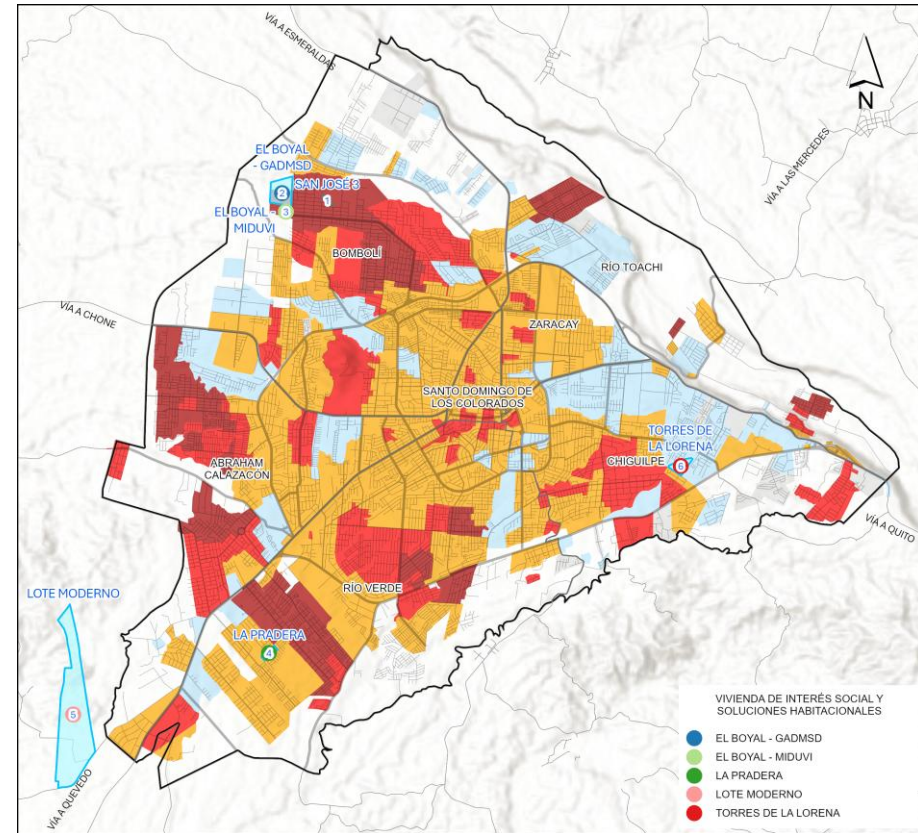 VÍA A ESMERALDAS
N
VÍA A LAS MERCEDES
EL BOYAL
- GADMSD
2
SAN JOSÉ 3
1
EL BOYAL -
MIDUVI
3
BOMBOLÍ
RÍO TOACHI
VÍA A CHONE
ZARACAY
SANTO DOMINGO DE
LOS COLORADOS
TORRES DE
LA LORENA
CHIGUILPE
6
ABRAHAM
CALAZACÓN
VÍA A QUITO
RÍO VERDE
LOTE MODERNO
LA PRADERA
4
5
VÍA A QUEVEDO
VIVIENDA DE INTERÉS SOCIAL Y
SOLUCIONES HABITACIONALES
EL BOYAL - GADMSD
EL BOYAL - MIDUVI
LA PRADERA
LOTE MODERNO
TORRES DE LA LORENA